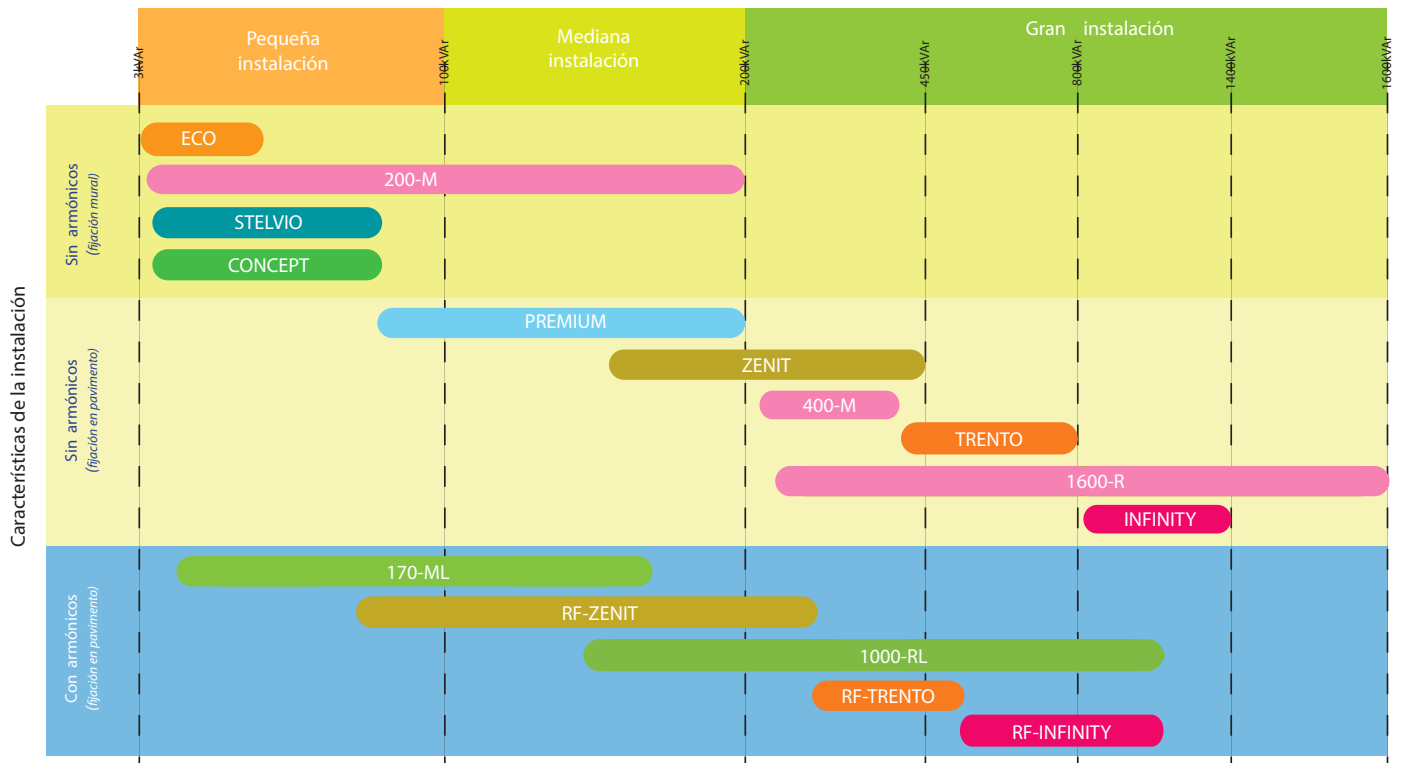 Pequeña
instalación
Mediana
instalación
Gran instalación
3kVAr
100kVAr
200kVAr
450kVAr
800kVAr
1400kVAr
1600kVAr
Características de la instalación
Sin armónicos
(fijación mural)
ECO
200-M
STELVIO
CONCEPT
Sin armónicos
(fijación en pavimento)
PREMIUM
ZENIT
400-M
TRENTO
1600-R
INFINITY
Con armónicos
(fijación en pavimento)
170-ML
RF-ZENIT
1000-RL
RF-TRENTO
RF-INFINITY